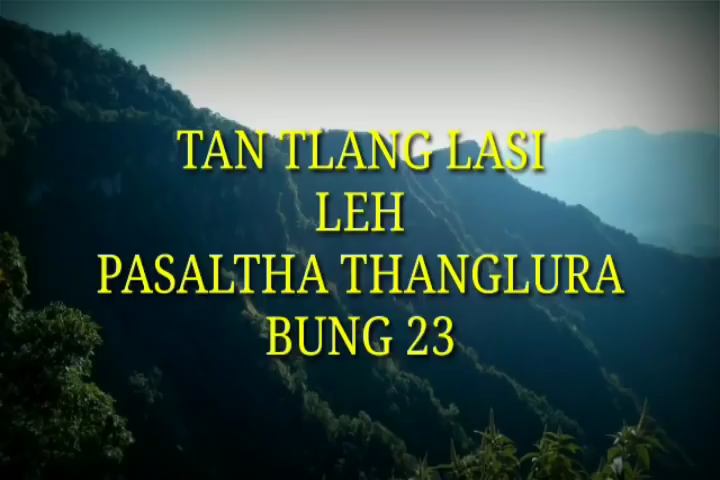 TAN TLANG LASI
LEH
PASALTHA THANGLURA
BUNG 23